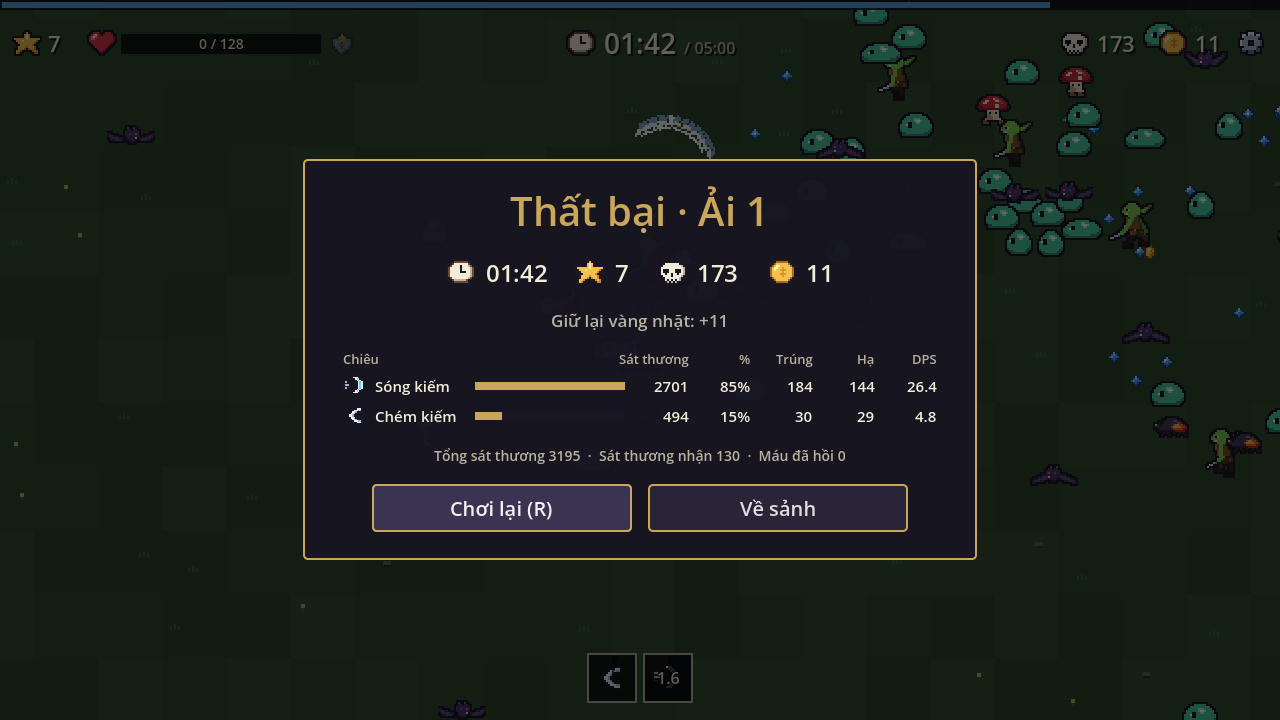 7 0 / 128 01:42 / 05:00 173 11
Thất bại · Ải 1
01:42 7 173 11
Giữ lại vàng nhặt: +11
Chiêu Sát thương % Trúng Hạ DPS
Sóng kiếm 2701 85% 184 144 26.4
Chém kiếm 494 15% 30 29 4.8
Tổng sát thương 3195 · Sát thương nhận 130 · Máu đã hồi 0
Chơi lại (R) Về sảnh
1.6